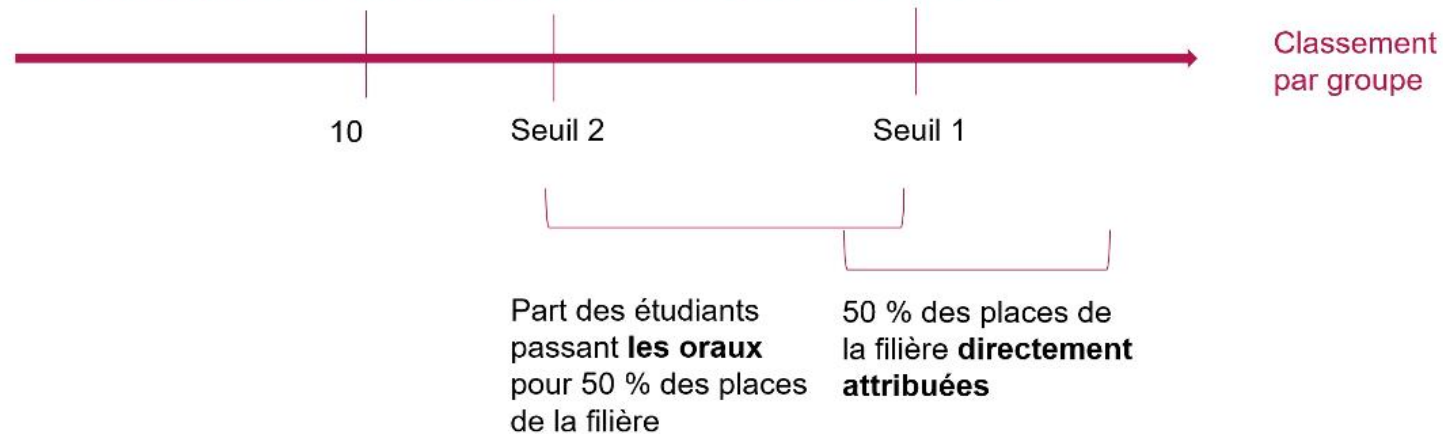 Classement
par groupe
10
Seuil 2
Seuil 1
Part des étudiants
passant les oraux
pour 50 % des places
de la filière
50 % des places de
la filière directement
attribuées